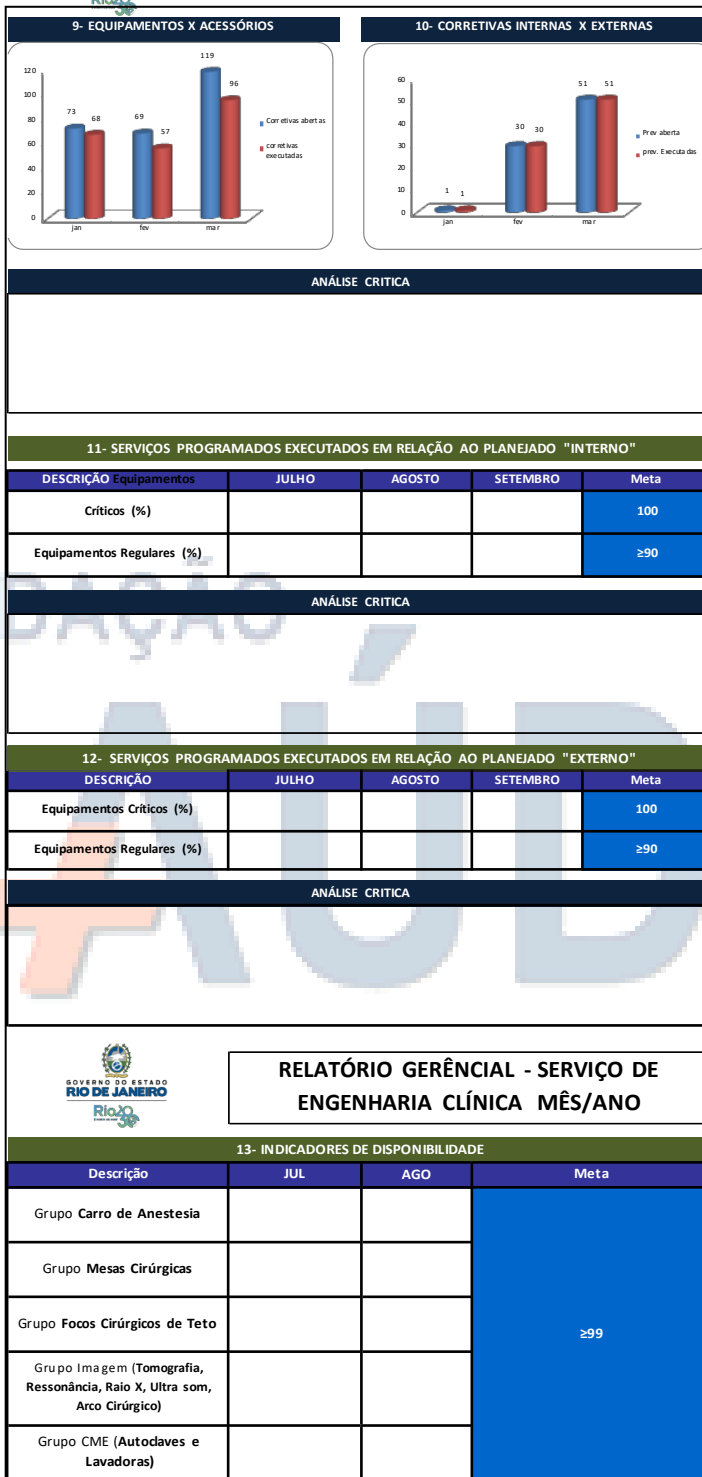 Rio2030
9- EQUIPAMENTOS X ACESSÓRIOS
120
100
80
60
40
20
0
73
68
69
57
119
96
jan
fev
mar
Corretivas abertas
corretivas
executadas
10- CORRETIVAS INTERNAS X EXTERNAS
60
50
40
30
20
10
0
1
1
30
30
51
51
jan
fev
mar
Prev aberta
prev. Executadas
ANÁLISE CRITICA
11- SERVIÇOS PROGRAMADOS EXECUTADOS EM RELAÇÃO AO PLANEJADO "INTERNO"
DESCRIÇÃO Equipamentos JULHO AGOSTO SETEMBRO Meta
Críticos (%) 100
Equipamentos Regulares (%) ≥90
DAÇÃO
ANÁLISE CRITICA
AÚD
12- SERVIÇOS PROGRAMADOS EXECUTADOS EM RELAÇÃO AO PLANEJADO "EXTERNO"
DESCRIÇÃO JULHO AGOSTO SETEMBRO Meta
Equipamentos Críticos (%) 100
Equipamentos Regulares (%) ≥90
ANÁLISE CRITICA
GOVERNO DO ESTADO
RIO DE JANEIRO
Rio2030
RELATÓRIO GERÊNCIAL - SERVIÇO DE
ENGENHARIA CLÍNICA MÊS/ANO
13- INDICADORES DE DISPONIBILIDADE
Descrição JUL AGO Meta
Grupo Carro de Anestesia
Grupo Mesas Cirúrgicas
Grupo Focos Cirúrgicos de Teto
≥99
Grupo Imagem (Tomografia,
Ressonância, Raio X, Ultra som,
Arco Cirúrgico)
Grupo CME (Autoclaves e
Lavadoras)